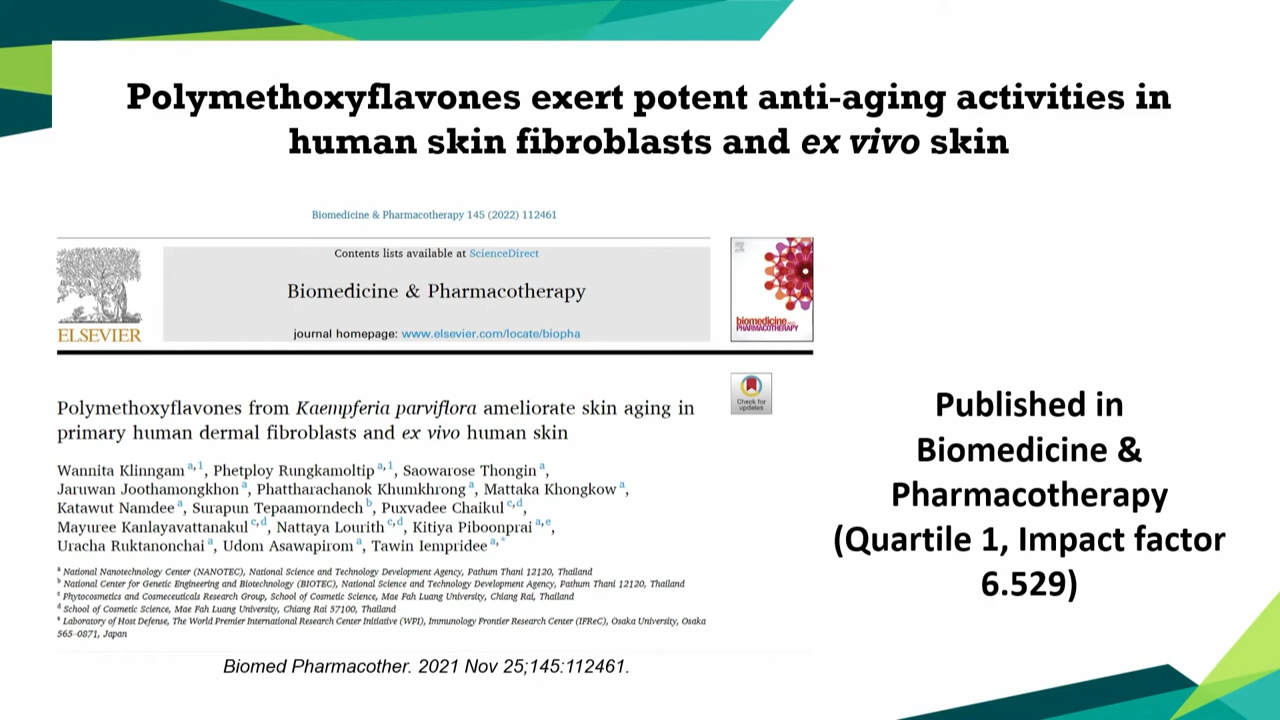 Polymethoxyflavones exert potent anti-aging activities in
human skin fibroblasts and ex vivo skin
Biomedicine & Pharmacotherapy 145 (2022) 112461
Contents lists available at ScienceDirect
Biomedicine & Pharmacotherapy
journal homepage: www.elsevier.com/locate/biopha
ELSEVIER
biomedicine
PHARMACOTHERAPY
Check for
updates
Polymethoxyflavones from Kaempferia parviflora ameliorate skin aging in
primary human dermal fibroblasts and ex vivo human skin
Wannita Klinngam a,1, Phetploy Rungkamoltip a,1, Saowarose Thongin a,
Jaruwan Joothamongkhon a, Phattharachanok Khumkhrong a, Mattaka Khongkow a,
Katawut Namdee a, Surapun Tepaamorndech b, Puxvadee Chaikul c,d,
Mayuree Kanlayavattanakul c,d, Nattaya Lourith c,d, Kitiya Piboonprai a,e,
Uracha Ruktanonchai a, Udom Asawapirom a, Tawin Iempridee a,*
a National Nanotechnology Center (NANOTEC), National Science and Technology Development Agency, Pathum Thani 12120, Thailand
b National Center for Genetic Engineering and Biotechnology (BIOTEC), National Science and Technology Development Agency, Pathum Thani 12120, Thailand
c Phytocosmetics and Cosmeceuticals Research Group, School of Cosmetic Science, Mae Fah Luang University, Chiang Rai, Thailand
d School of Cosmetic Science, Mae Fah Luang University, Chiang Rai 57100, Thailand
e Laboratory of Host Defense, The World Premier International Research Center Initiative (WPI), Immunology Frontier Research Center (IFReC), Osaka University, Osaka
565-0871, Japan
Biomed Pharmacother. 2021 Nov 25;145:112461.
Published in
Biomedicine &
Pharmacotherapy
(Quartile 1, Impact factor
6.529)